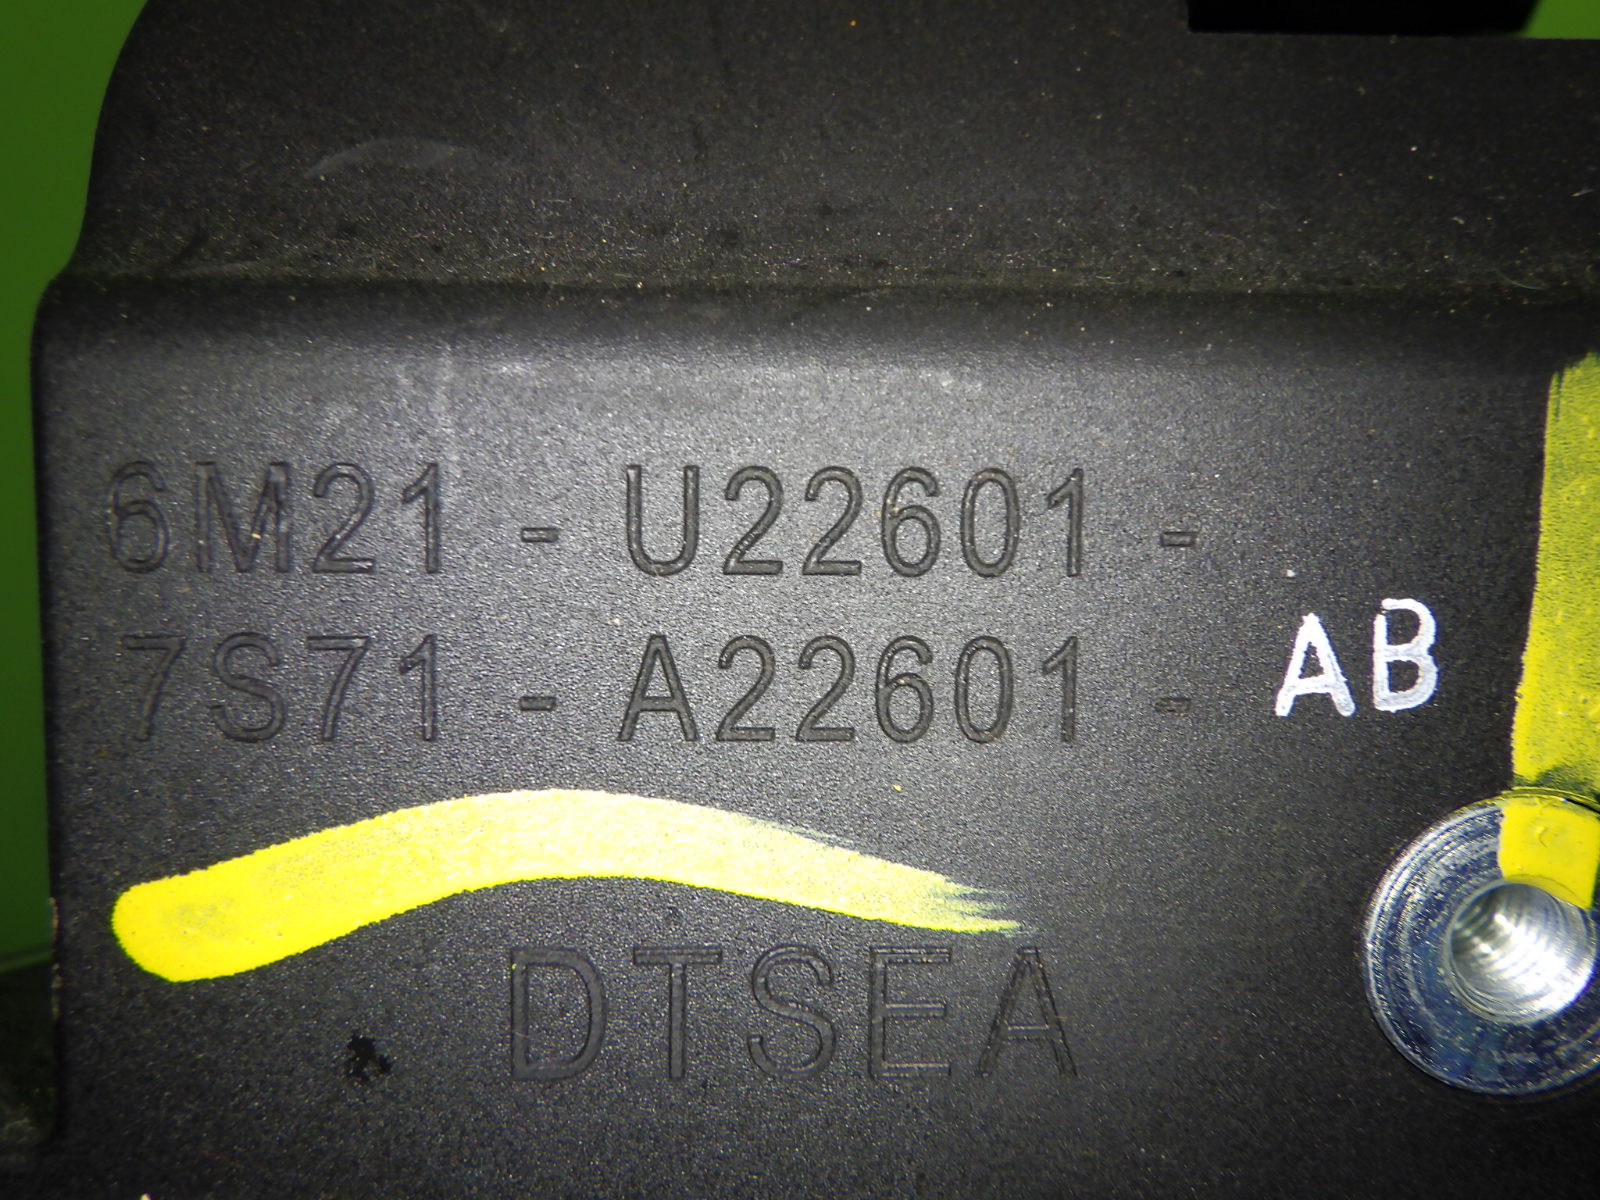 6M21 - U22601 -
7S71 - A22601 - AB
DTSEA